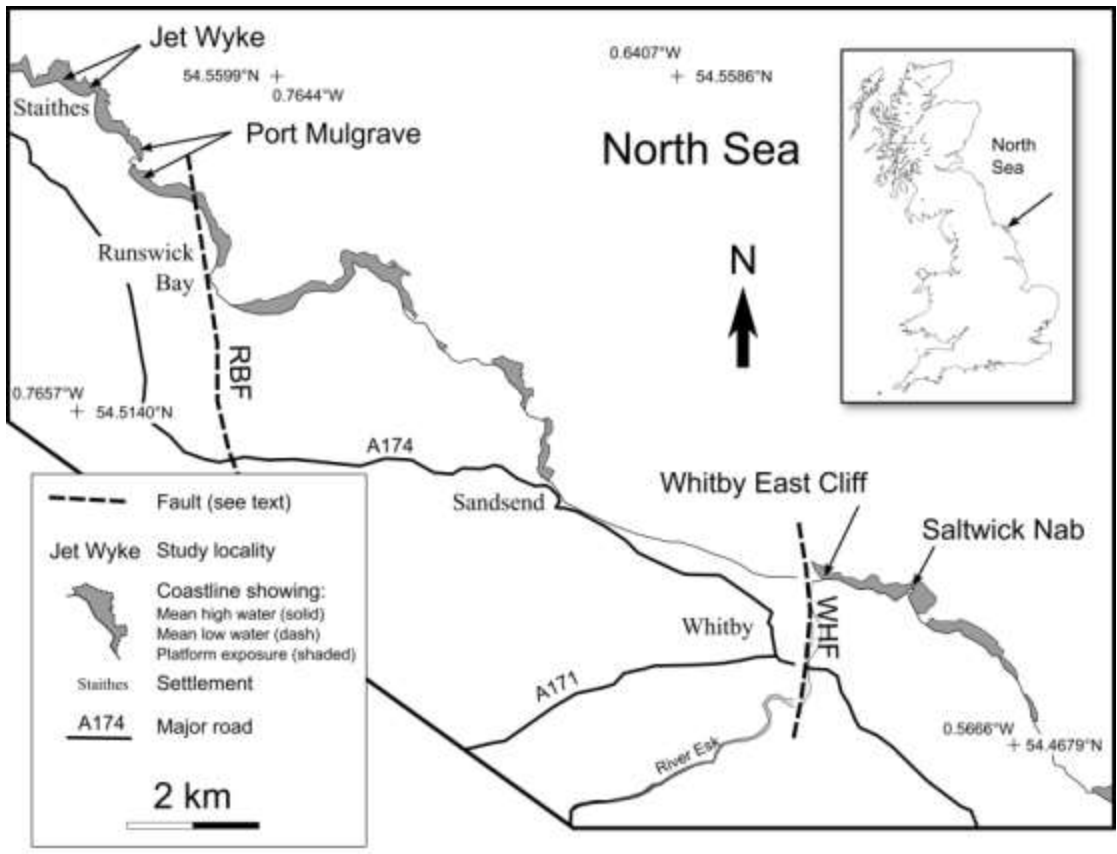 Jet Wyke
54.5599°N
0.7644°W
0.6407°W
54.5586°N
Staithes
Port Mulgrave
North Sea
North
Sea
Runswick
Bay
N
RBF
0.7657°W
54.5140°N
A174
Sandsend
Whitby East Cliff
Saltwick Nab
Whitby
WHF
A171
River Esk
0.5666°W
54.4679°N
Fault (see text)
Jet Wyke Study locality
Coastline showing:
Mean high water (solid)
Mean low water (dash)
Platform exposure (shaded)
Staithes Settlement
A174 Major road
2 km